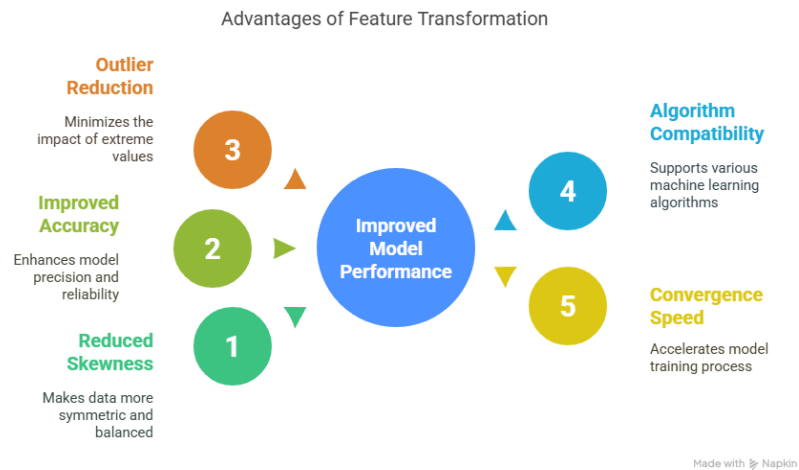 Advantages of Feature Transformation
Outlier
Reduction
Minimizes the
impact of extreme
values
3
Improved
Accuracy
Enhances model
precision and
reliability
2
Reduced
Skewness
Makes data more
symmetric and
balanced
1
Improved
Model
Performance
4
Algorithm
Compatibility
Supports various
machine learning
algorithms
5
Convergence
Speed
Accelerates model
training process
Made with Napkin